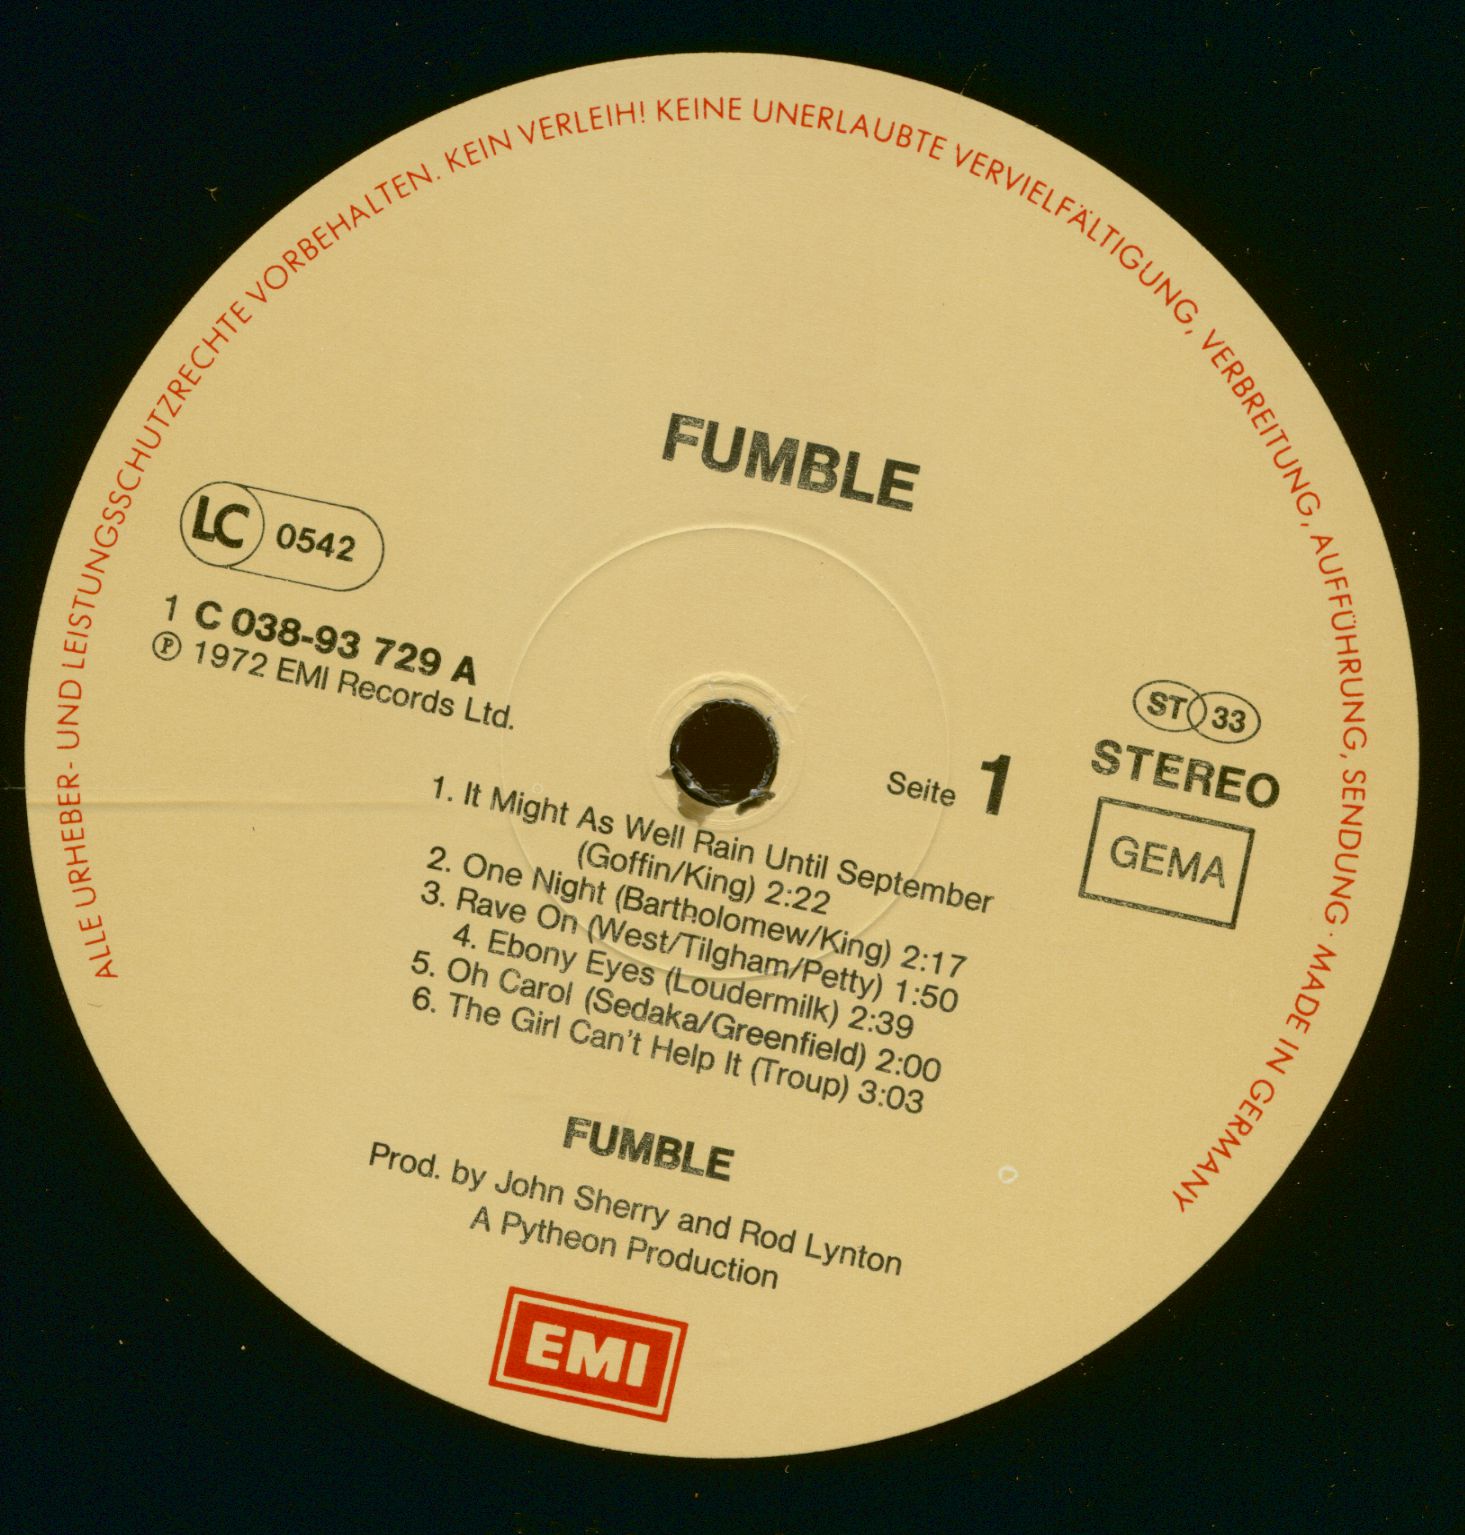 ALLE URHEBER- UND LEISTUNGSSCHUTZRECHTE VORBEHALTEN. KEIN VERLEIH! KEINE UNERLAUBTE VERVIELFÄLTIGUNG, VERBREITUNG, AUFFÜHRUNG, SENDUNG · MADE IN GERMANY
FUMBLE
LC 0542
1 C 038-93 729 A
Ⓟ 1972 EMI Records Ltd.
ST 33
STEREO
GEMA
Seite 1
1. It Might As Well Rain Until September
(Goffin/King) 2:22
2. One Night (Bartholomew/King) 2:17
3. Rave On (West/Tilgham/Petty) 1:50
4. Ebony Eyes (Loudermilk) 2:39
5. Oh Carol (Sedaka/Greenfield) 2:00
6. The Girl Can't Help It (Troup) 3:03
FUMBLE
Prod. by John Sherry and Rod Lynton
A Pytheon Production
EMI